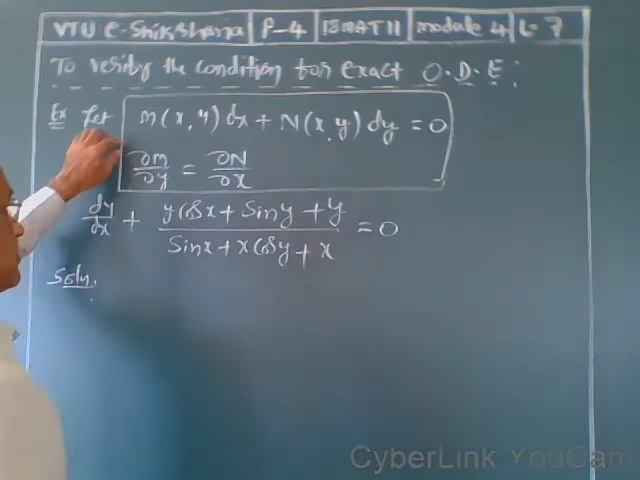 VTU e-Shikshana | P-4 | 18MAT11 | module 4 | L-7
To verify the condition for exact O.D.E:
Ex Let M(x,y)dx + N(x,y)dy = 0
∂M/∂y = ∂N/∂x
dy/dx + (y cos x + sin y + y)/(sin x + x cos y + x) = 0
Soln.
CyberLink YouCam